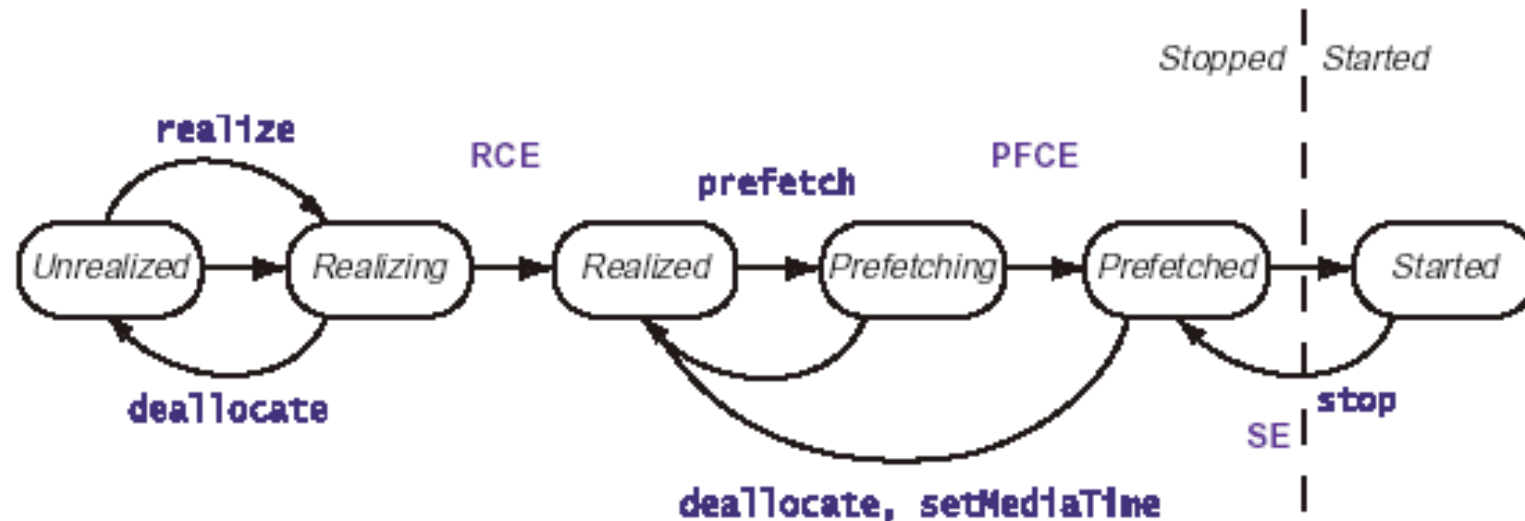 Stopped Started
realize
RCE
PFCE
prefetch
Unrealized Realizing Realized Prefetching Prefetched Started
deallocate
stop
SE
deallocate, setMediaTime